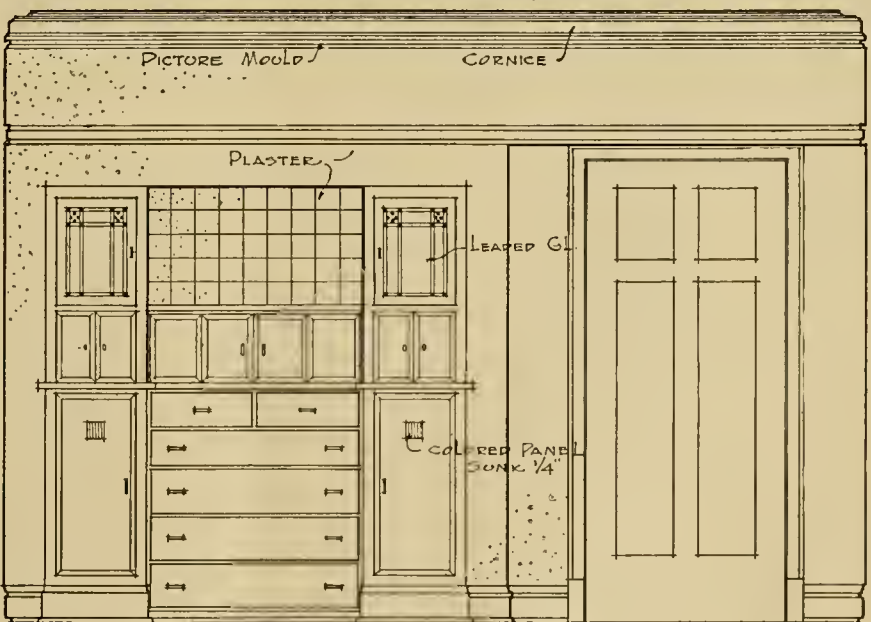 PICTURE MOULD
CORNICE
PLASTER
LEADED GL
COLORED PANEL
SUNK 1/4"